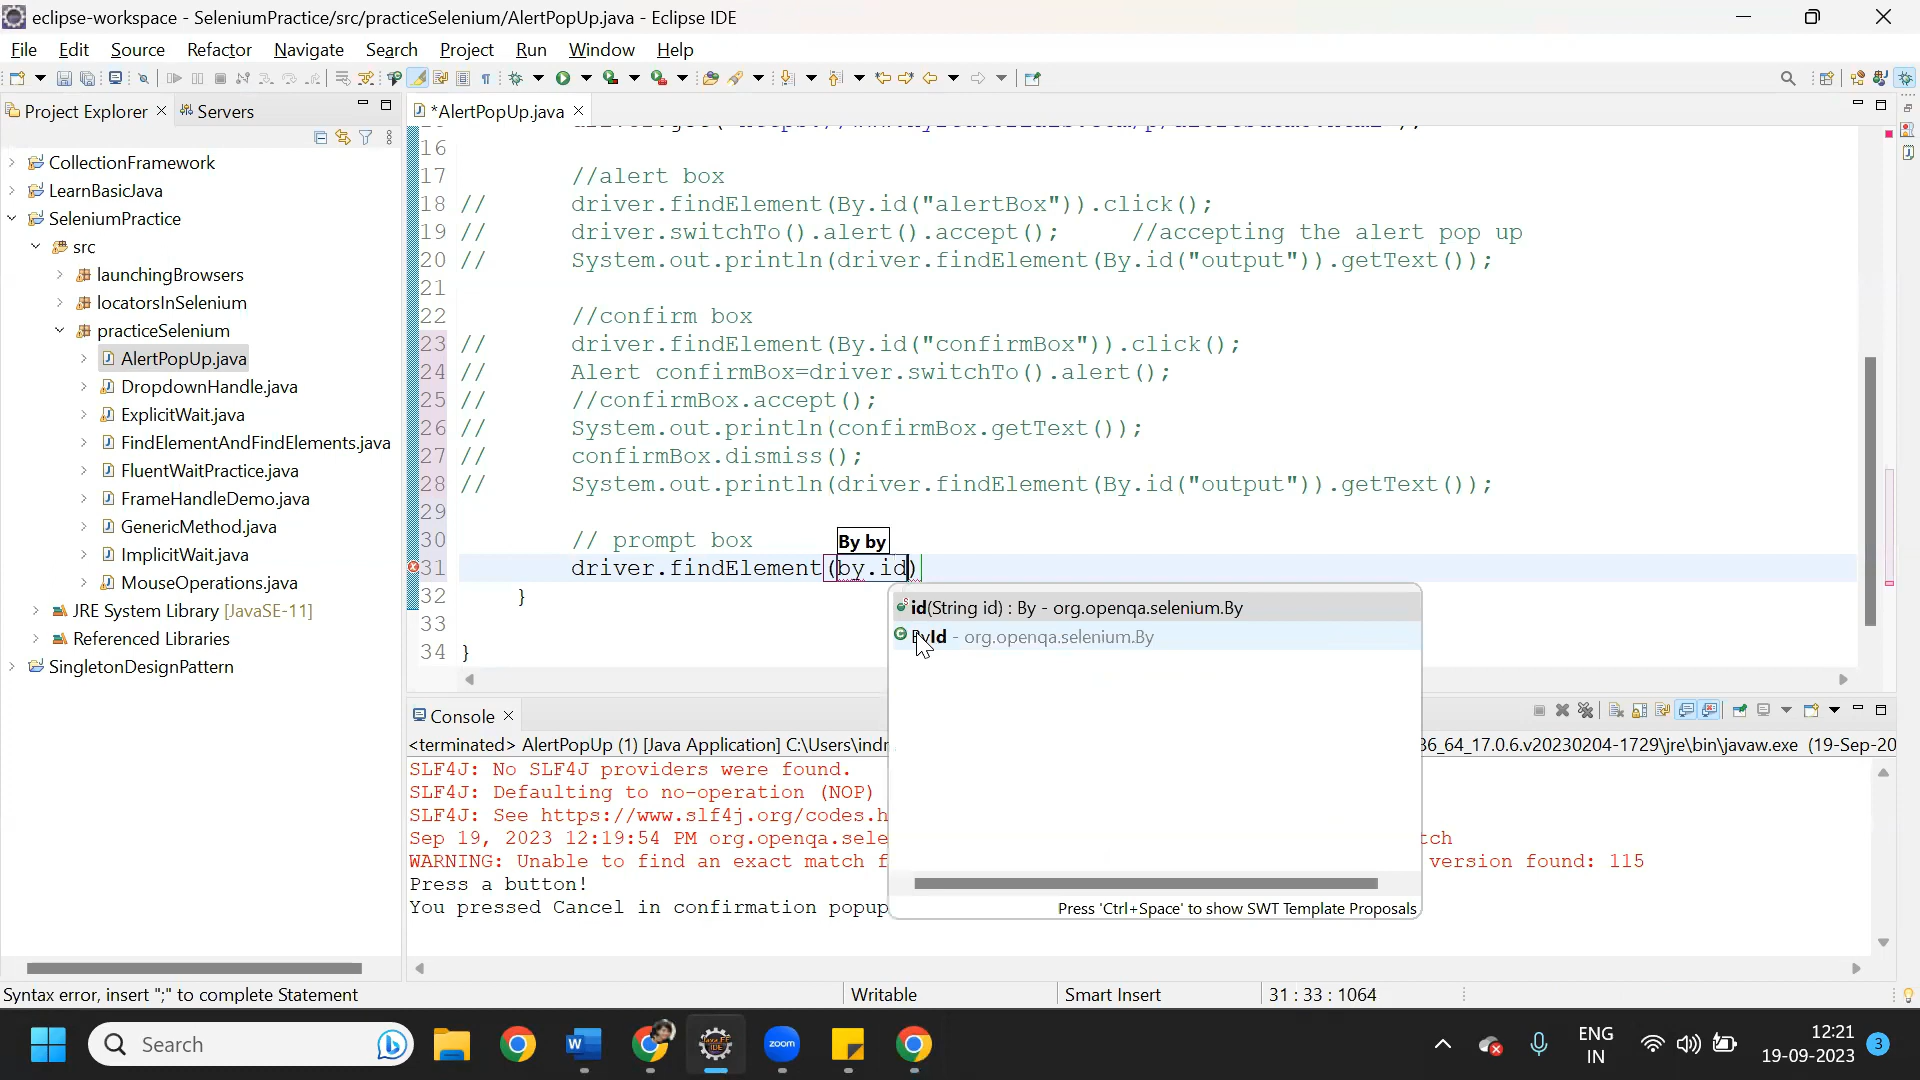 eclipse-workspace - SeleniumPractice/src/practiceSelenium/AlertPopUp.java - Eclipse IDE
File Edit Source Refactor Navigate Search Project Run Window Help
Project Explorer Servers
CollectionFramework
LearnBasicJava
SeleniumPractice
src
launchingBrowsers
locatorsInSelenium
practiceSelenium
AlertPopUp.java
DropdownHandle.java
ExplicitWait.java
FindElementAndFindElements.java
FluentWaitPractice.java
FrameHandleDemo.java
GenericMethod.java
ImplicitWait.java
MouseOperations.java
JRE System Library [JavaSE-11]
Referenced Libraries
SingletonDesignPattern
*AlertPopUp.java
16
17 //alert box
18 // driver.findElement(By.id("alertBox")).click();
19 // driver.switchTo().alert().accept(); //accepting the alert pop up
20 // System.out.println(driver.findElement(By.id("output")).getText());
21
22 //confirm box
23 // driver.findElement(By.id("confirmBox")).click();
24 // Alert confirmBox=driver.switchTo().alert();
25 // //confirmBox.accept();
26 // System.out.println(confirmBox.getText());
27 // confirmBox.dismiss();
28 // System.out.println(driver.findElement(By.id("output")).getText());
29
30 // prompt box
By by
31 driver.findElement(by.id)
32 }
33
34 }
id(String id) : By - org.openqa.selenium.By
ById - org.openqa.selenium.By
Press 'Ctrl+Space' to show SWT Template Proposals
Console
<terminated> AlertPopUp (1) [Java Application] C:\Users\indr 36_64_17.0.6.v20230204-1729\jre\bin\javaw.exe (19-Sep-20
SLF4J: No SLF4J providers were found.
SLF4J: Defaulting to no-operation (NOP)
SLF4J: See https://www.slf4j.org/codes.h
Sep 19, 2023 12:19:54 PM org.openqa.sele tch
WARNING: Unable to find an exact match f version found: 115
Press a button!
You pressed Cancel in confirmation popup
Syntax error, insert ";" to complete Statement Writable Smart Insert 31 : 33 : 1064
Search
zoom
ENG
IN
12:21
19-09-2023
3